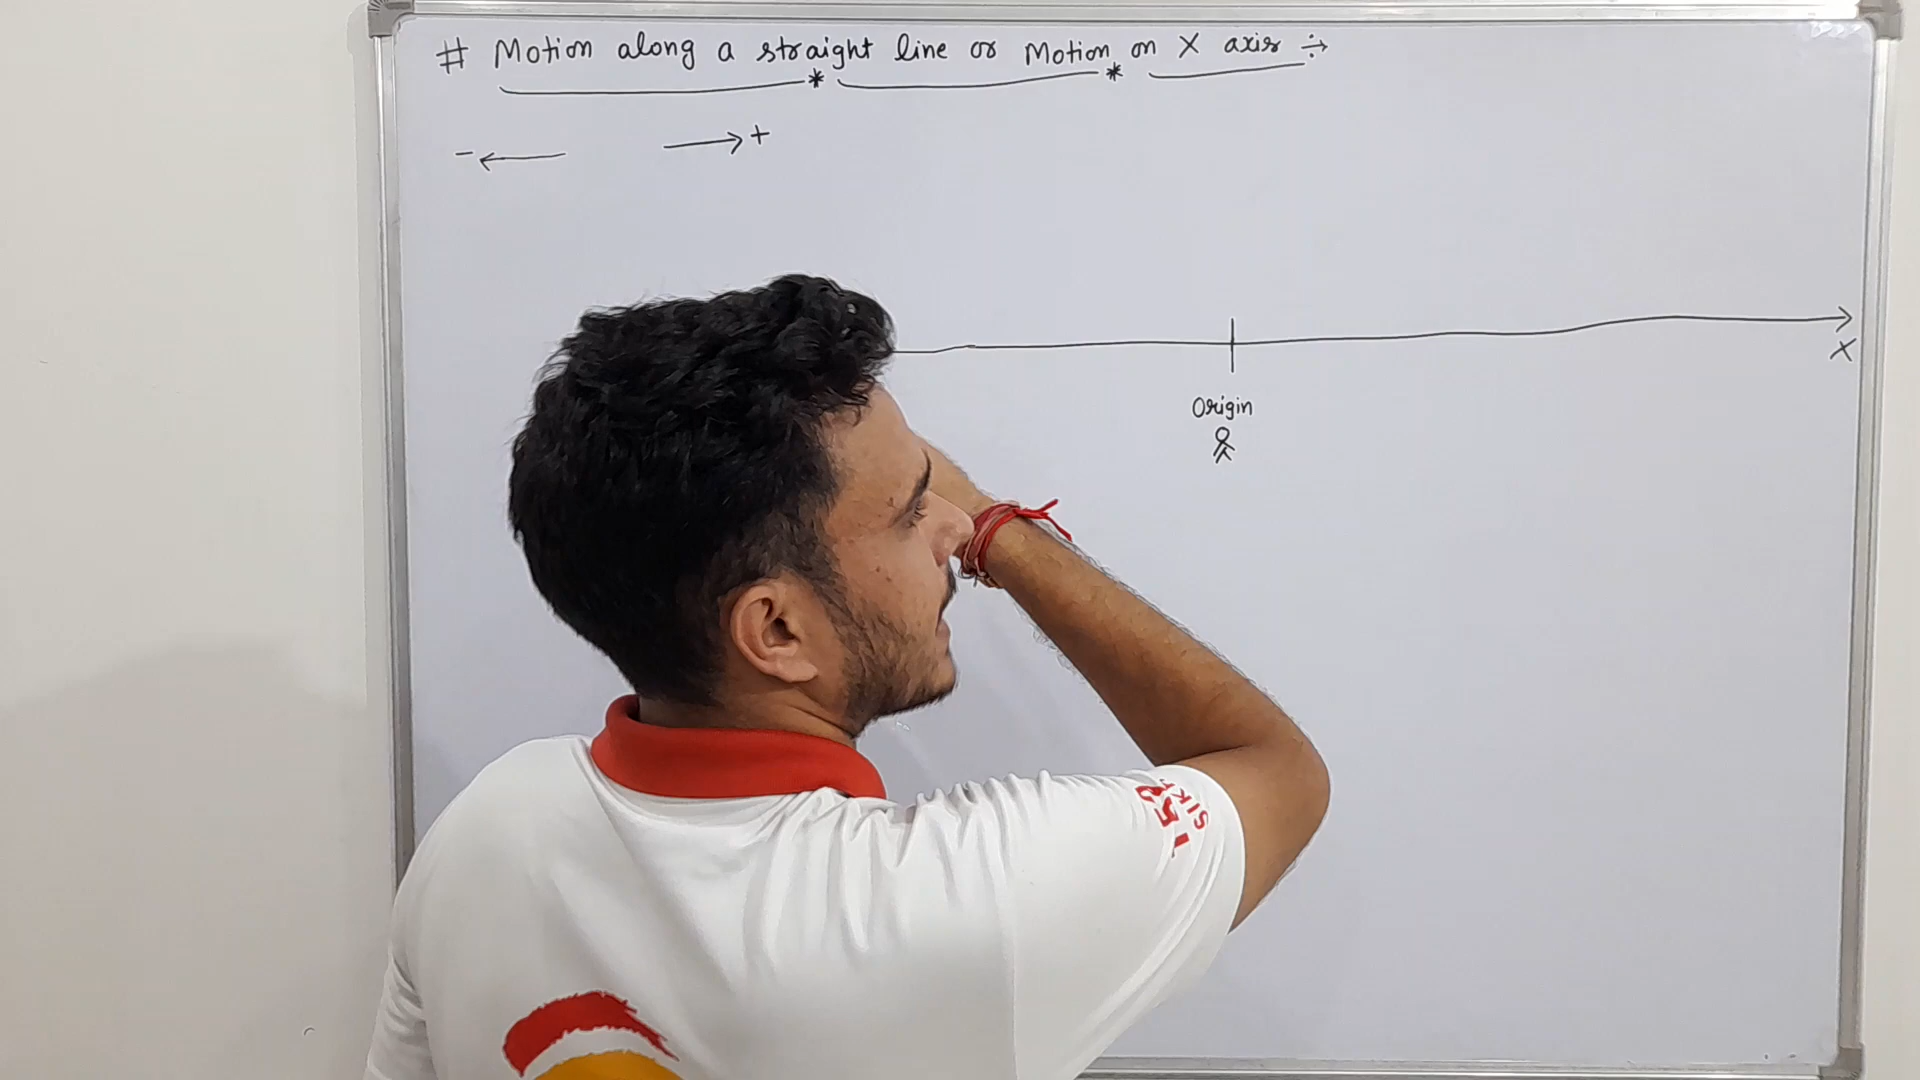 # Motion along a straight line or Motion on X axis ÷
- ← → +
X
Origin